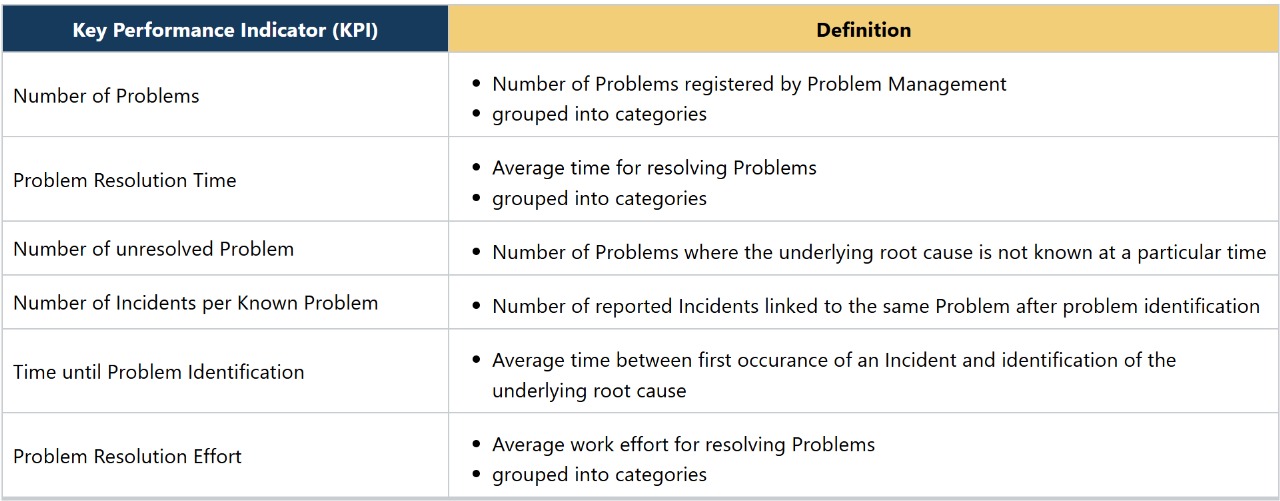 Key Performance Indicator (KPI)
Definition
Number of Problems
• Number of Problems registered by Problem Management
• grouped into categories
Problem Resolution Time
• Average time for resolving Problems
• grouped into categories
Number of unresolved Problem
• Number of Problems where the underlying root cause is not known at a particular time
Number of Incidents per Known Problem
• Number of reported Incidents linked to the same Problem after problem identification
Time until Problem Identification
• Average time between first occurance of an Incident and identification of the
underlying root cause
Problem Resolution Effort
• Average work effort for resolving Problems
• grouped into categories